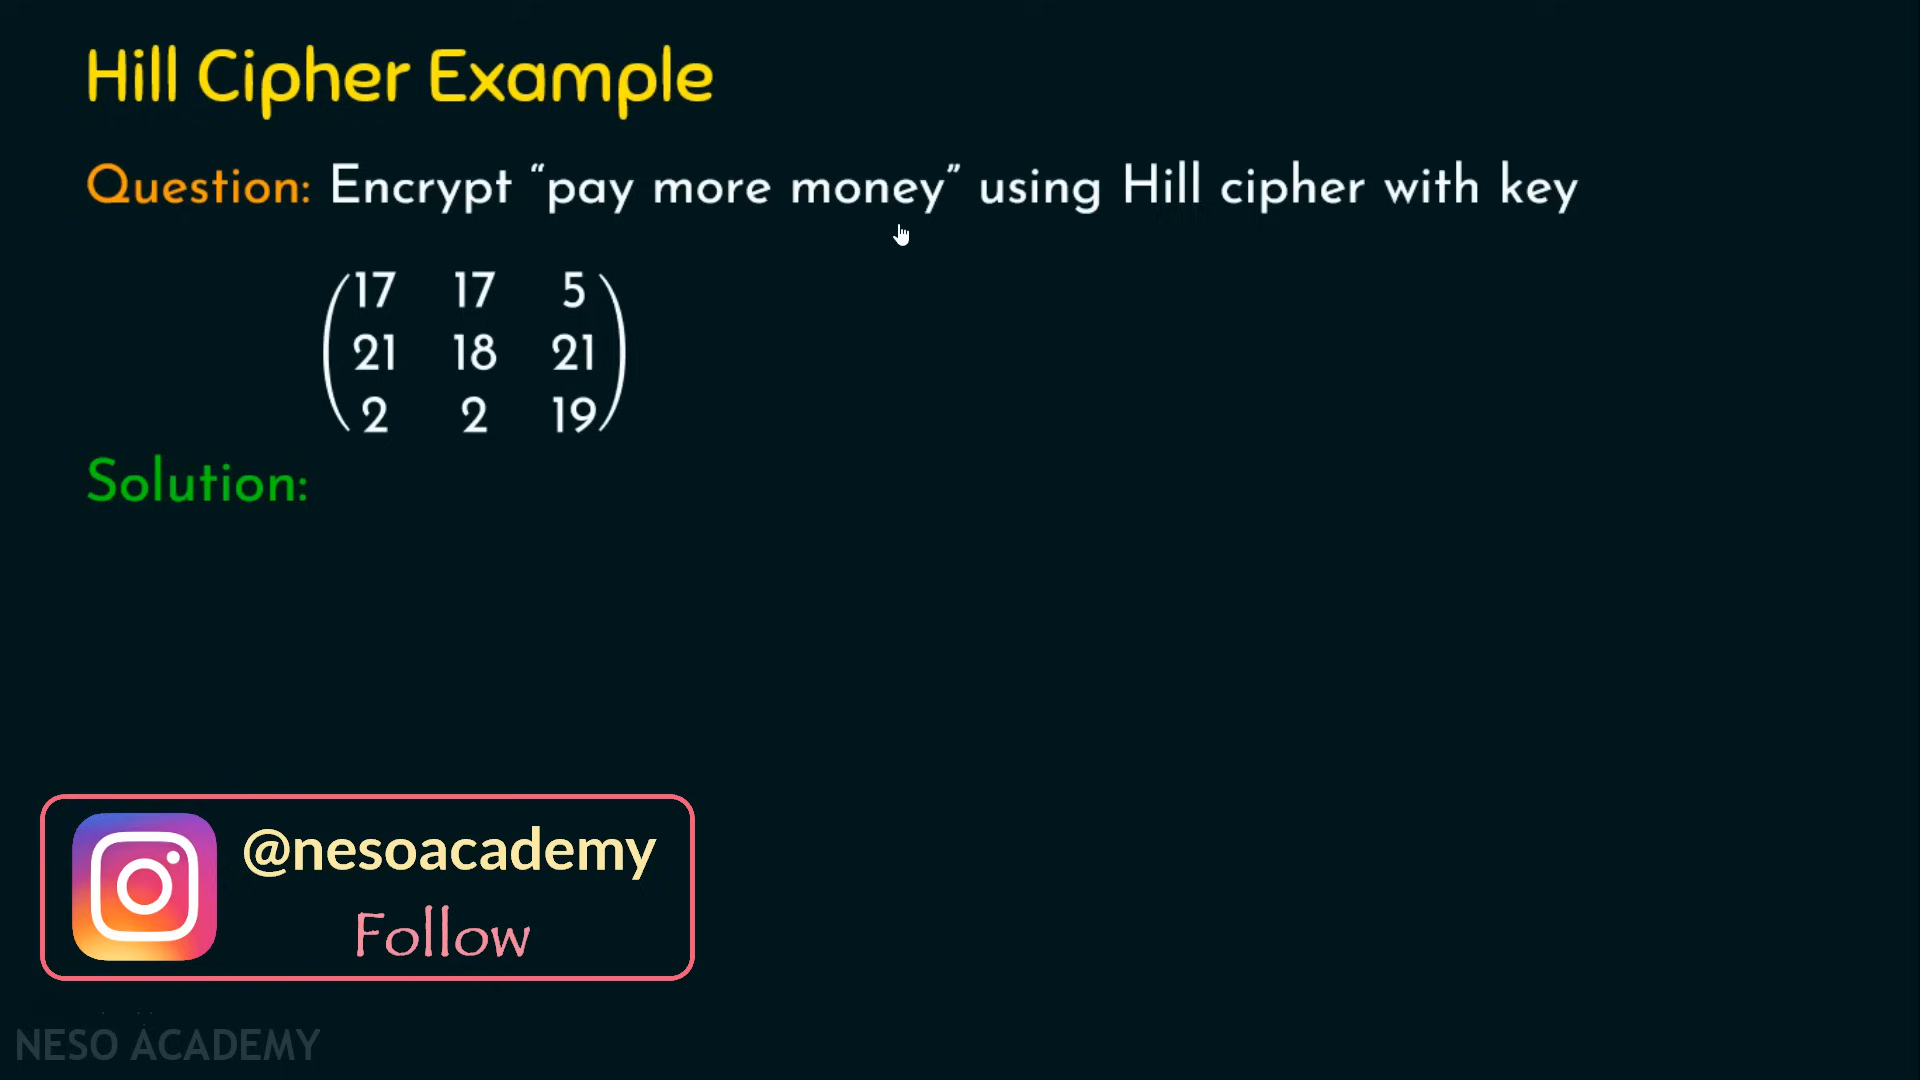 Hill Cipher Example
Question: Encrypt “pay more money” using Hill cipher with key
17 17 5
21 18 21
2 2 19
Solution:
@nesoacademy
Follow
NESO ACADEMY